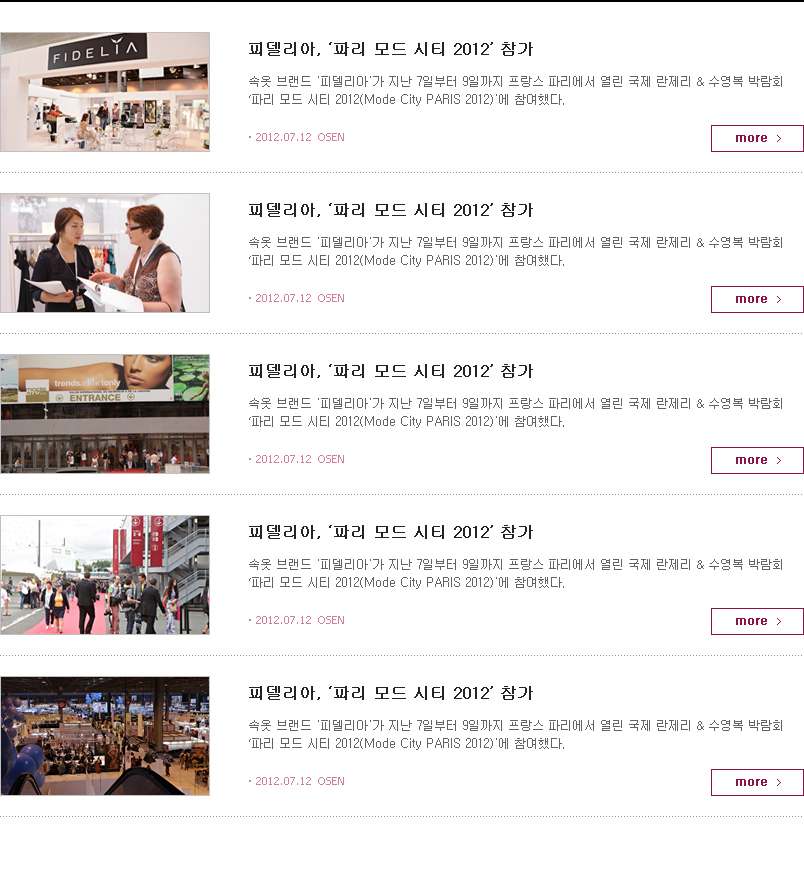 FIDELIA
피델리아, ‘파리 모드 시티 2012’ 참가
속옷 브랜드 ‘피델리아’가 지난 7일부터 9일까지 프랑스 파리에서 열린 국제 란제리 & 수영복 박람회
‘파리 모드 시티 2012(Mode City PARIS 2012)’에 참여했다.
· 2012.07.12 OSEN
more >
피델리아, ‘파리 모드 시티 2012’ 참가
속옷 브랜드 ‘피델리아’가 지난 7일부터 9일까지 프랑스 파리에서 열린 국제 란제리 & 수영복 박람회
‘파리 모드 시티 2012(Mode City PARIS 2012)’에 참여했다.
· 2012.07.12 OSEN
more >
ENTRANCE
피델리아, ‘파리 모드 시티 2012’ 참가
속옷 브랜드 ‘피델리아’가 지난 7일부터 9일까지 프랑스 파리에서 열린 국제 란제리 & 수영복 박람회
‘파리 모드 시티 2012(Mode City PARIS 2012)’에 참여했다.
· 2012.07.12 OSEN
more >
피델리아, ‘파리 모드 시티 2012’ 참가
속옷 브랜드 ‘피델리아’가 지난 7일부터 9일까지 프랑스 파리에서 열린 국제 란제리 & 수영복 박람회
‘파리 모드 시티 2012(Mode City PARIS 2012)’에 참여했다.
· 2012.07.12 OSEN
more >
피델리아, ‘파리 모드 시티 2012’ 참가
속옷 브랜드 ‘피델리아’가 지난 7일부터 9일까지 프랑스 파리에서 열린 국제 란제리 & 수영복 박람회
‘파리 모드 시티 2012(Mode City PARIS 2012)’에 참여했다.
· 2012.07.12 OSEN
more >